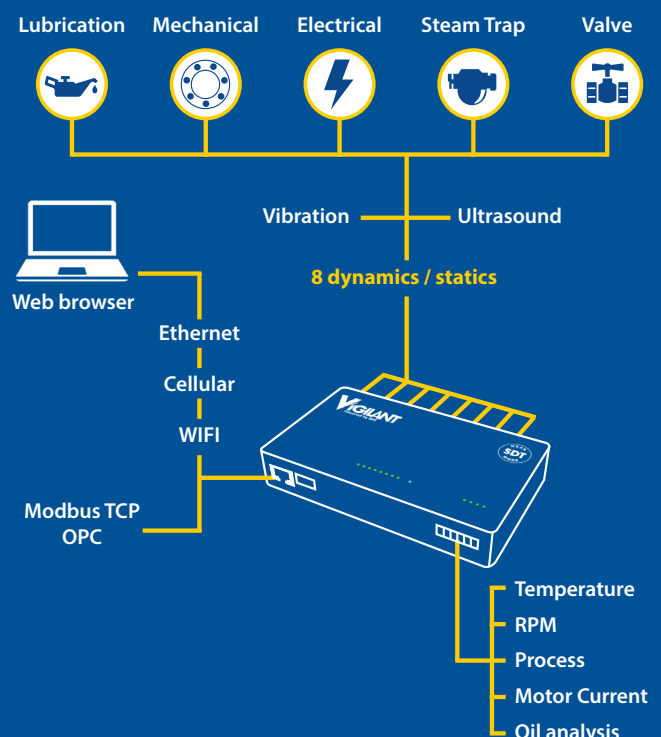 Lubrication Mechanical Electrical Steam Trap Valve
Vibration Ultrasound
8 dynamics / statics
Web browser
Ethernet
Cellular
WIFI
Modbus TCP
OPC
VIGILANT
SDT
Temperature
RPM
Process
Motor Current
Oil analysis